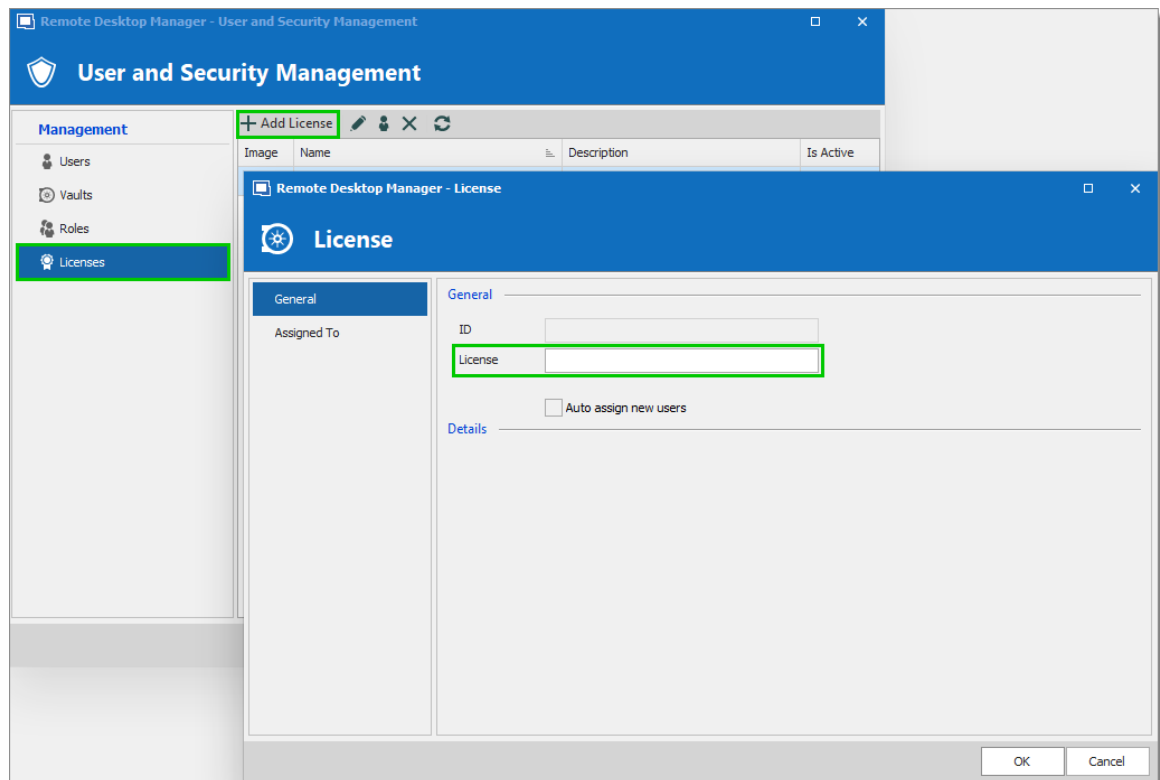 Remote Desktop Manager - User and Security Management
User and Security Management
Management
Users
Vaults
Roles
Licenses
Add License
Image Name Description Is Active
Remote Desktop Manager - License
License
General
Assigned To
General
ID
License
Auto assign new users
Details
OK Cancel